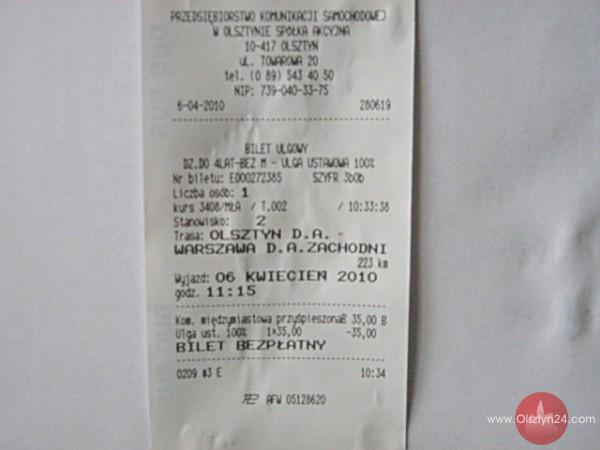 PRZEDSIĘBIORSTWO KOMUNIKACJI SAMOCHODOWEJ
W OLSZTYNIE SPÓŁKA AKCYJNA
10-417 OLSZTYN
UL. TOWAROWA 20
tel. (0 89) 543 40 50
NIP: 739-040-33-75
6-04-2010 280619
BILET ULGOWY
DZ.DO 4LAT-BEZ M - ULGA USTAWOWA 100%
Nr biletu: ED00272385 SZYFR 3b0b
Liczba osób: 1
kurs 3408/MŁA / T.002 / 10:33:38
Stanowisko: 2
Trasa: OLSZTYN D.A. -
WARSZAWA D.A.ZACHODNI
223 km
Wyjazd: 06 KWIECIEŃ 2010
godz. 11:15
Kom. międzymiastowa przyśpieszonaB 35,00 B
Ulga ust. 100% 1*35,00 -35,00
BILET BEZPŁATNY
0209 #3 E 10:34
AFW 05128620
www.Olsztyn24.com